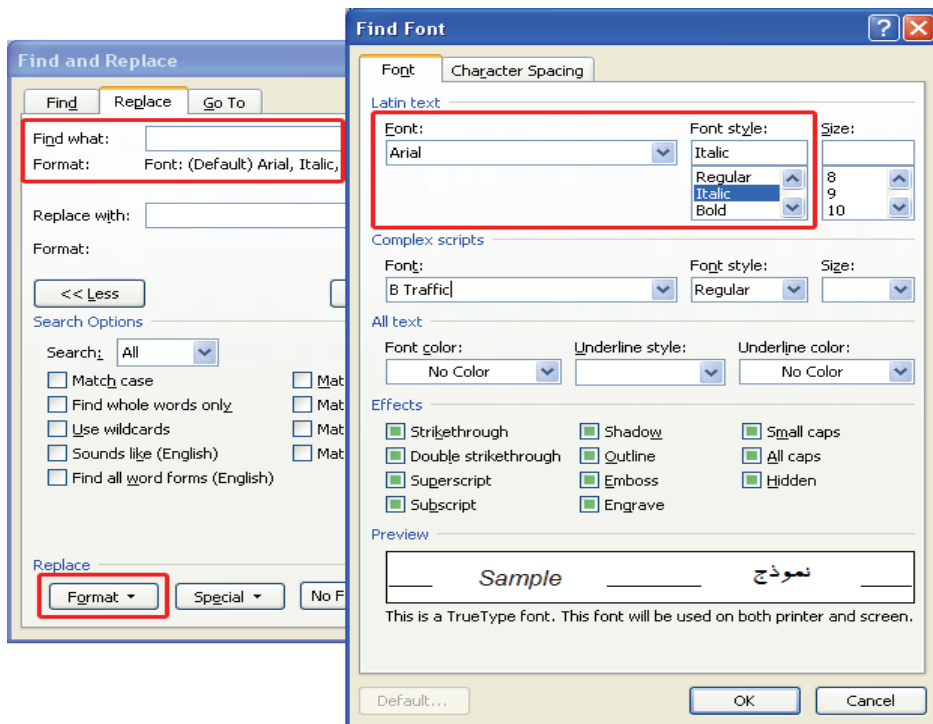 Find and Replace
Find Replace Go To
Find what:
Format: Font: (Default) Arial, Italic,
Replace with:
Format:
<< Less
Search Options
Search: All
Match case
Find whole words only
Use wildcards
Sounds like (English)
Find all word forms (English)
Mat
Mat
Mat
Mat
Replace
Format Special No F
Find Font
Font Character Spacing
Latin text
Font: Font style: Size:
Arial Italic
Regular 8
Italic 9
Bold 10
Complex scripts
Font: Font style: Size:
B Traffic Regular
All text
Font color: Underline style: Underline color:
No Color No Color
Effects
Strikethrough Shadow Small caps
Double strikethrough Outline All caps
Superscript Emboss Hidden
Subscript Engrave
Preview
Sample نموذج
This is a TrueType font. This font will be used on both printer and screen.
Default... OK Cancel